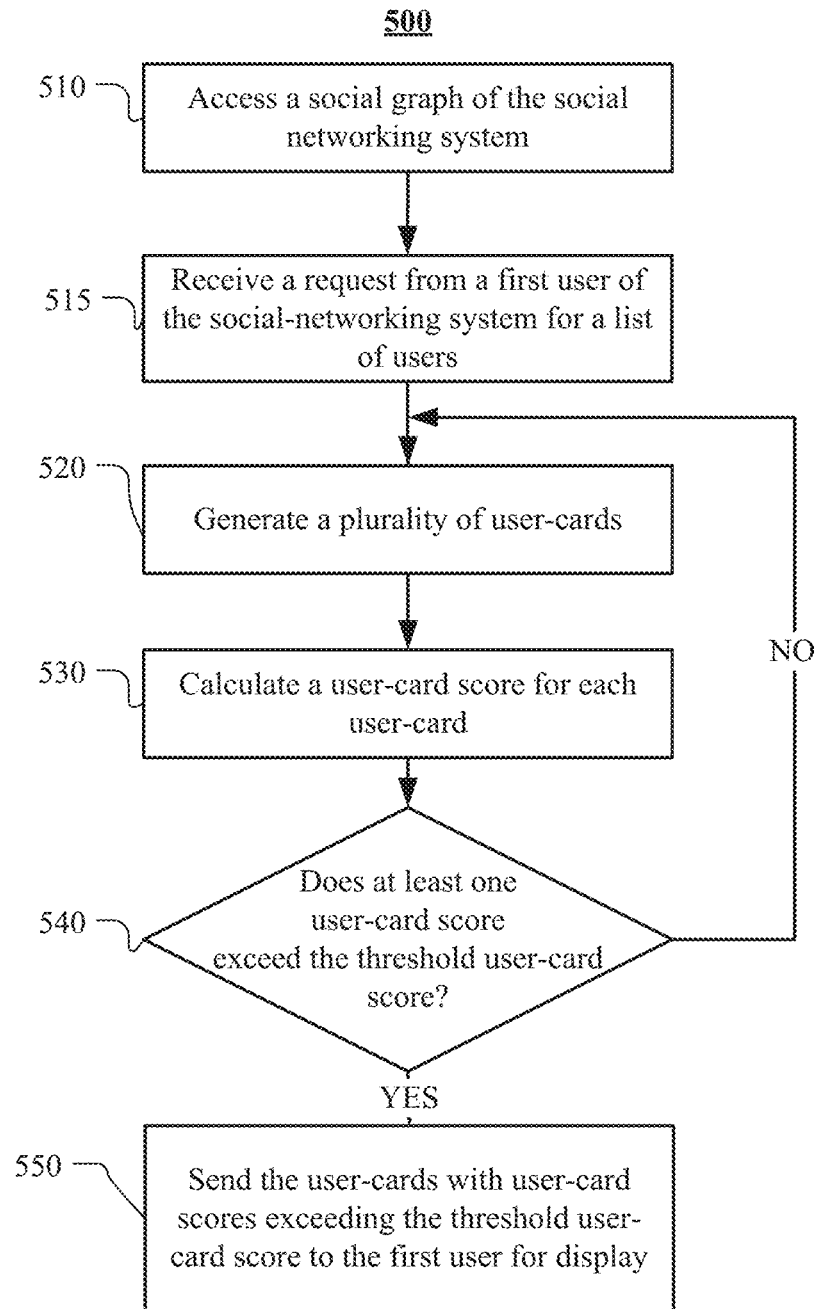 500
510
Access a social graph of the social
networking system
515
Receive a request from a first user of
the social-networking system for a list
of users
520
Generate a plurality of user-cards
530
Calculate a user-card score for each
user-card
NO
540
Does at least one
user-card score
exceed the threshold user-card
score?
YES
550
Send the user-cards with user-card
scores exceeding the threshold user-
card score to the first user for display